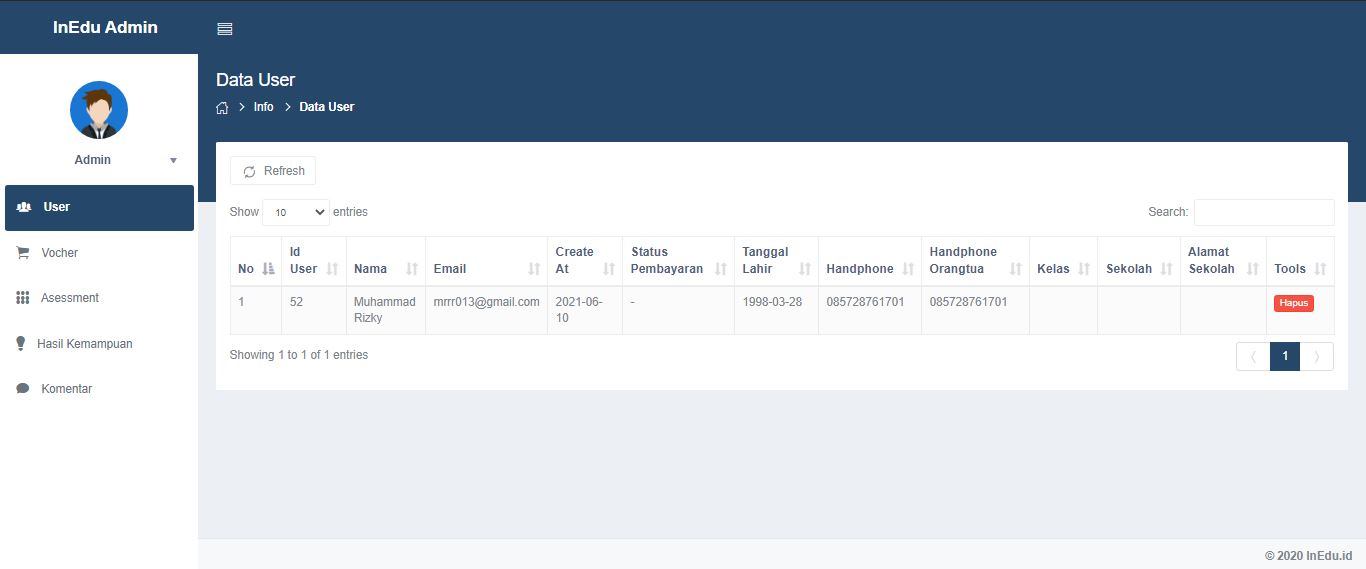 InEdu Admin
Data User
Info Data User
Admin
User
Vocher
Asessment
Hasil Kemampuan
Komentar
Refresh
Show 10 entries
Search:
No Id User Nama Email Create At Status Pembayaran Tanggal Lahir Handphone Handphone Orangtua Kelas Sekolah Alamat Sekolah Tools
1 52 Muhammad Rizky mrrr013@gmail.com 2021-06-10 - 1998-03-28 085728761701 085728761701 Hapus
Showing 1 to 1 of 1 entries
1
© 2020 InEdu.id